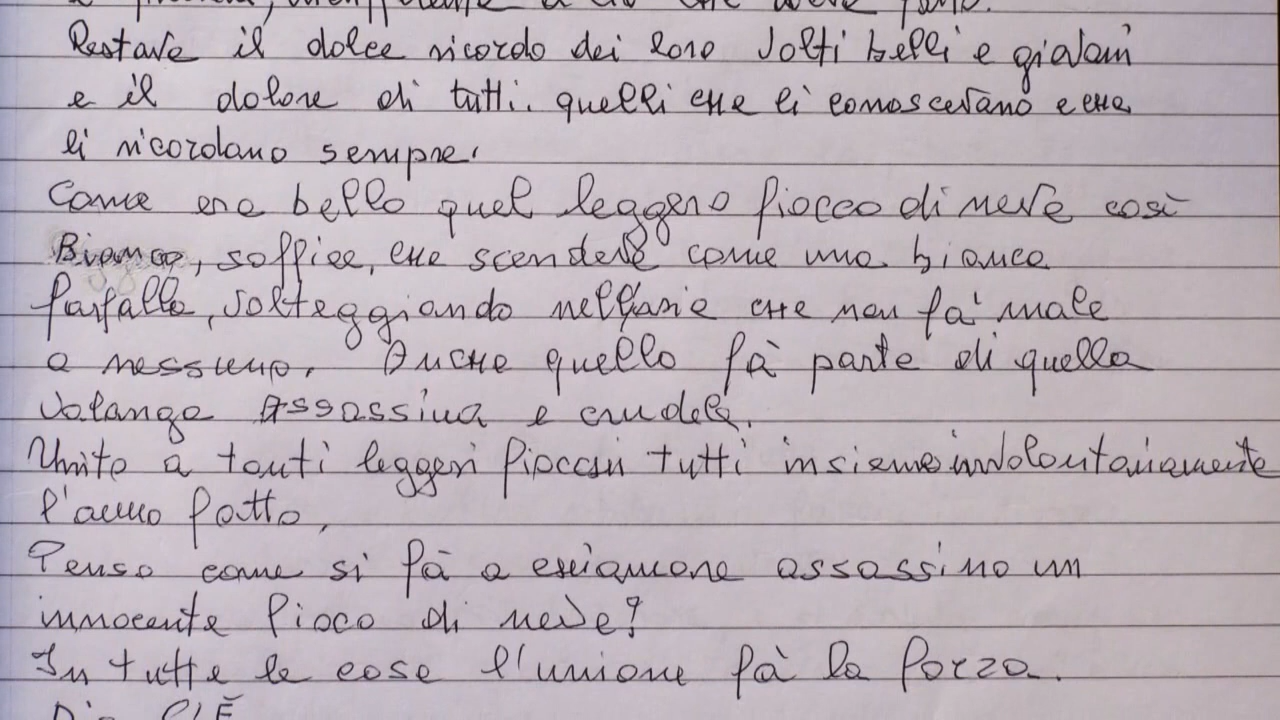 Restava il dolce ricordo dei loro volti belli e giovani
e il dolore di tutti. quelli che li conoscevano e che
li ricordano sempre.
Come era bello quel leggero fiocco di neve così
Bianco, soffice, che scendeva come una bianca
farfalla, volteggiando nell'aria che non fa' male
a nessuno. Anche quello fà parte di quella
valanga assassina e crudele.
Unito a tanti leggeri fioccasi tutti insieme involontariamente
l'anno fatto,
Penso come si fà a chiamare assassino un
innocente fioco di neve?
In tutte le cose l'unione fà la forza.